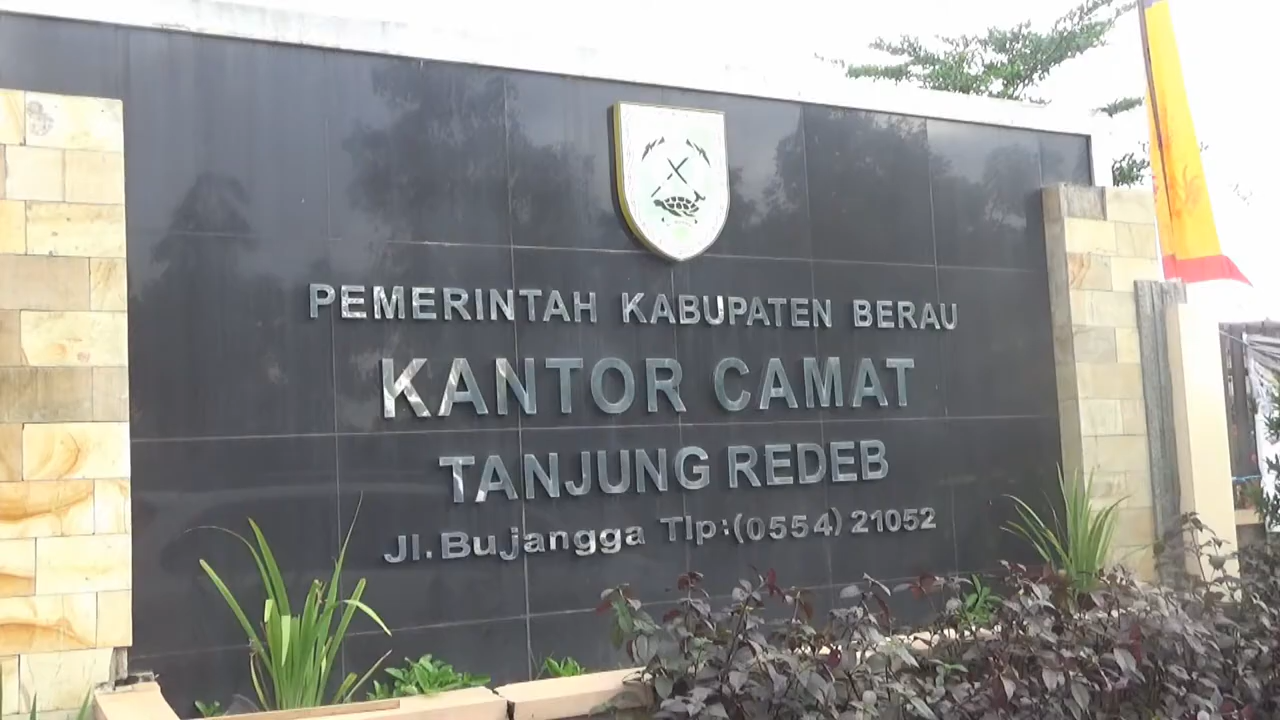 PEMERINTAH KABUPATEN BERAU
KANTOR CAMAT
TANJUNG REDEB
Jl.Bujangga Tlp:(0554) 21052